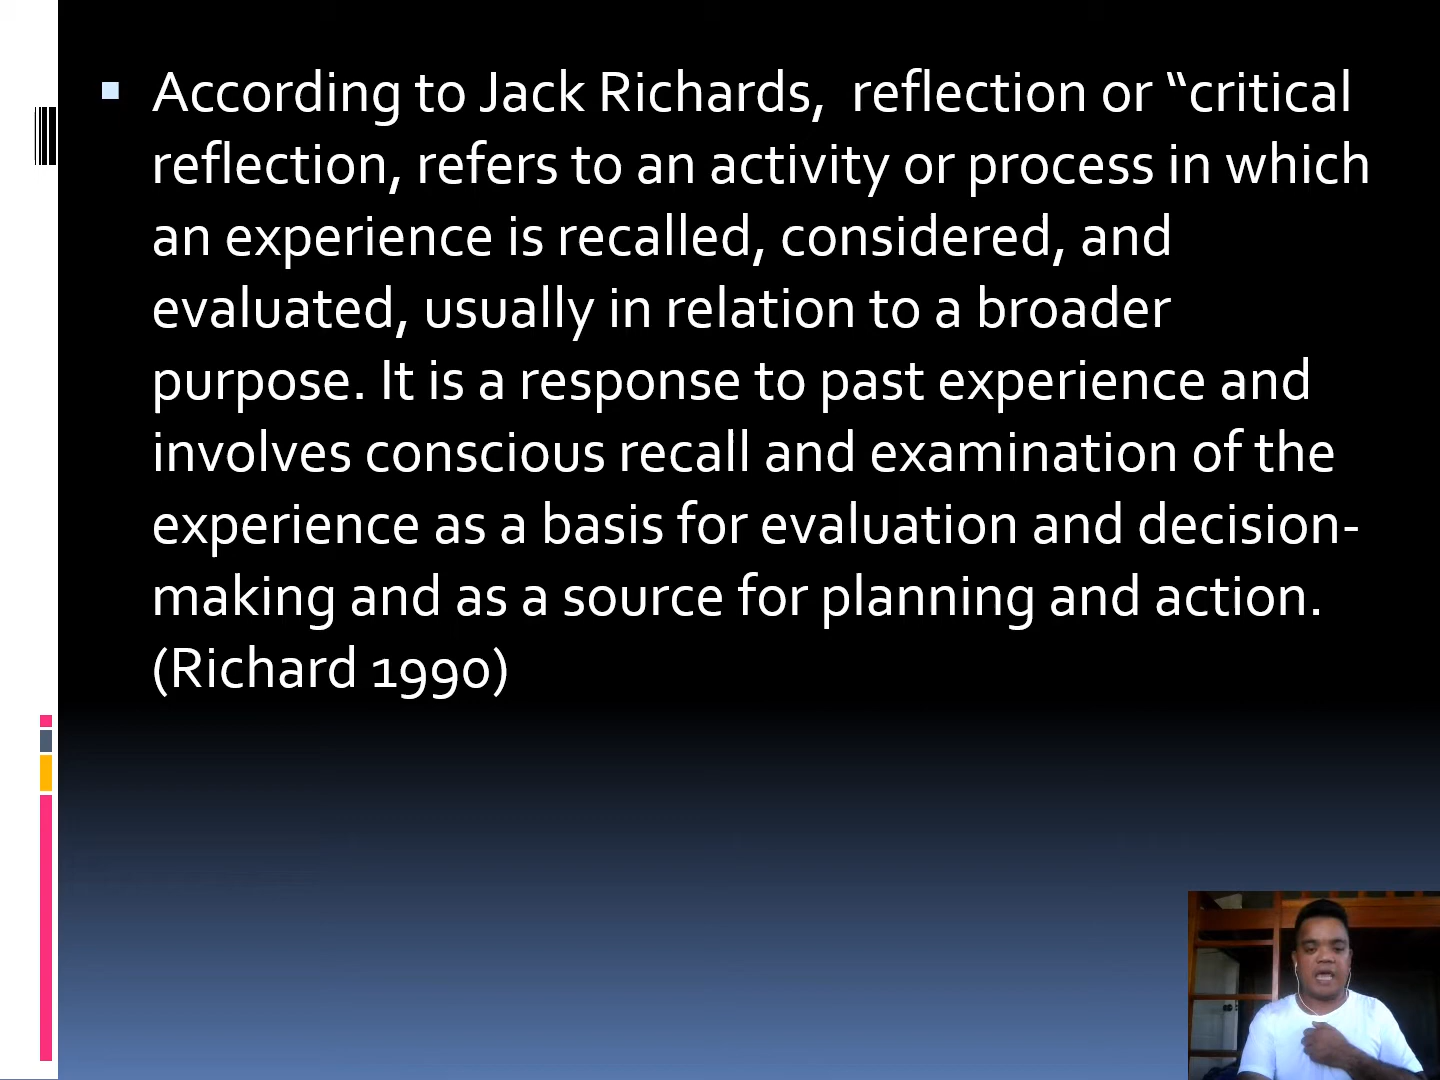 According to Jack Richards, reflection or “critical
reflection, refers to an activity or process in which
an experience is recalled, considered, and
evaluated, usually in relation to a broader
purpose. It is a response to past experience and
involves conscious recall and examination of the
experience as a basis for evaluation and decision-
making and as a source for planning and action.
(Richard 1990)